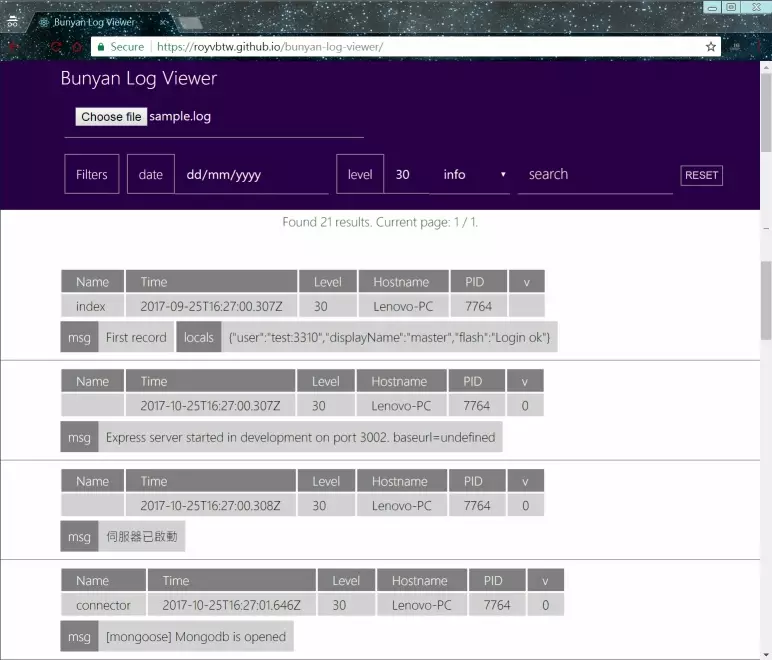 Bunyan Log Viewer
Secure https://royvbtw.github.io/bunyan-log-viewer/
Bunyan Log Viewer
Choose file sample.log
Filters date dd/mm/yyyy level 30 info search RESET
Found 21 results. Current page: 1 / 1.
Name Time Level Hostname PID v
index 2017-09-25T16:27:00.307Z 30 Lenovo-PC 7764
msg First record locals {"user":"test:3310","displayName":"master","flash":"Login ok"}
Name Time Level Hostname PID v
2017-10-25T16:27:00.307Z 30 Lenovo-PC 7764 0
msg Express server started in development on port 3002. baseurl=undefined
Name Time Level Hostname PID v
2017-10-25T16:27:00.308Z 30 Lenovo-PC 7764 0
msg 伺服器已啟動
Name Time Level Hostname PID v
connector 2017-10-25T16:27:01.646Z 30 Lenovo-PC 7764 0
msg [mongoose] Mongodb is opened